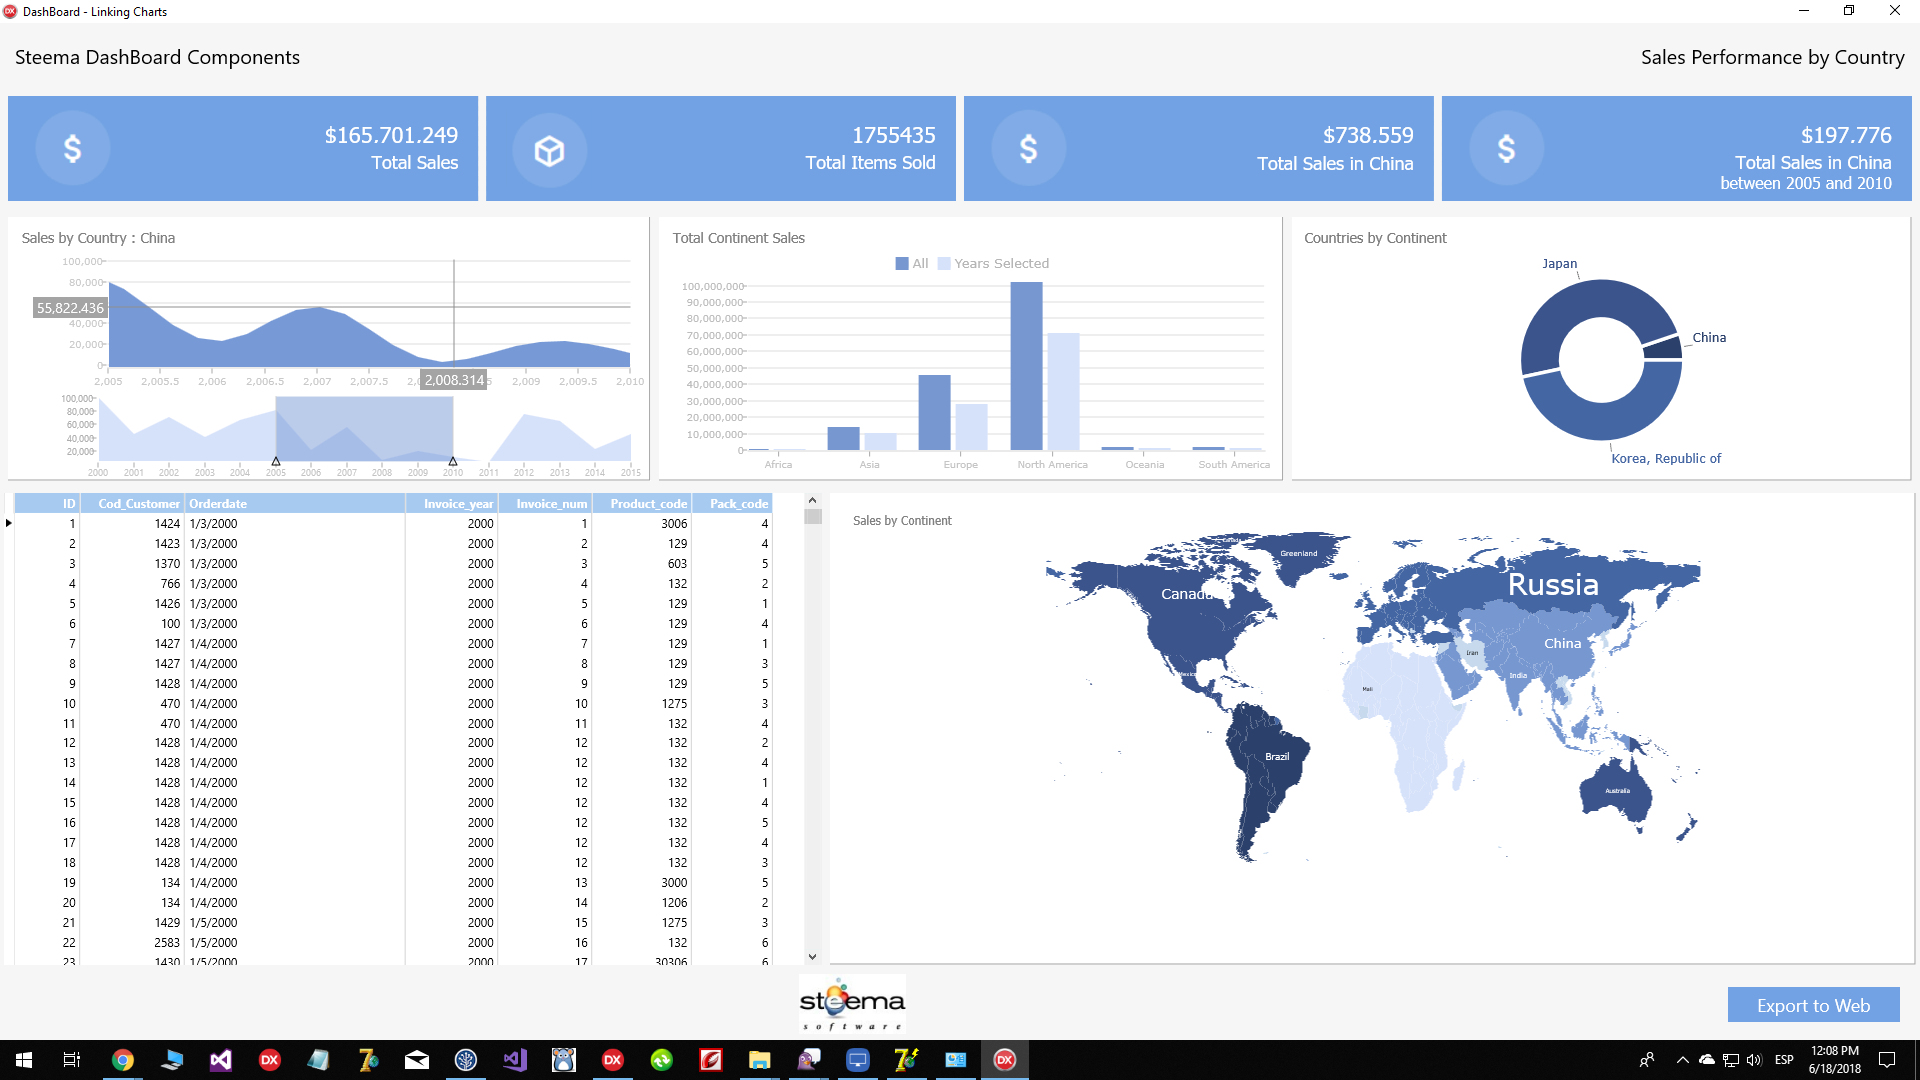 DashBoard - Linking Charts
Steema DashBoard Components
Sales Performance by Country
$165.701.249
Total Sales
1755435
Total Items Sold
$738.559
Total Sales in China
$197.776
Total Sales in China
between 2005 and 2010
Sales by Country : China
100,000
80,000
55,822.436
40,000
20,000
0
2,005 2,005.5 2,006 2,006.5 2,007 2,007.5 2,008.314 2,009 2,009.5 2,010
100,000
80,000
60,000
40,000
20,000
2000 2001 2002 2003 2004 2005 2006 2007 2008 2009 2010 2011 2012 2013 2014 2015
Total Continent Sales
All Years Selected
100,000,000
90,000,000
80,000,000
70,000,000
60,000,000
50,000,000
40,000,000
30,000,000
20,000,000
10,000,000
0
Africa Asia Europe North America Oceania South America
Countries by Continent
Japan
China
Korea, Republic of
ID Cod_Customer Orderdate Invoice_year Invoice_num Product_code Pack_code
1 1424 1/3/2000 2000 1 3006 4
2 1423 1/3/2000 2000 2 129 4
3 1370 1/3/2000 2000 3 603 5
4 766 1/3/2000 2000 4 132 2
5 1426 1/3/2000 2000 5 129 1
6 100 1/3/2000 2000 6 129 4
7 1427 1/4/2000 2000 7 129 1
8 1427 1/4/2000 2000 8 129 3
9 1428 1/4/2000 2000 9 129 5
10 470 1/4/2000 2000 10 1275 3
11 470 1/4/2000 2000 11 132 4
12 1428 1/4/2000 2000 12 132 2
13 1428 1/4/2000 2000 12 132 4
14 1428 1/4/2000 2000 12 132 1
15 1428 1/4/2000 2000 12 132 4
16 1428 1/4/2000 2000 12 132 5
17 1428 1/4/2000 2000 12 132 4
18 1428 1/4/2000 2000 12 132 3
19 134 1/4/2000 2000 13 3000 5
20 134 1/4/2000 2000 14 1206 2
21 1429 1/5/2000 2000 15 1275 3
22 2583 1/5/2000 2000 16 132 6
23 1430 1/5/2000 2000 17 30306 6
Sales by Continent
Canada
Greenland
Russia
Canada
China
Iran
Mexico
India
Mali
Brazil
Australia
steema
software
Export to Web
ESP
12:08 PM
6/18/2018